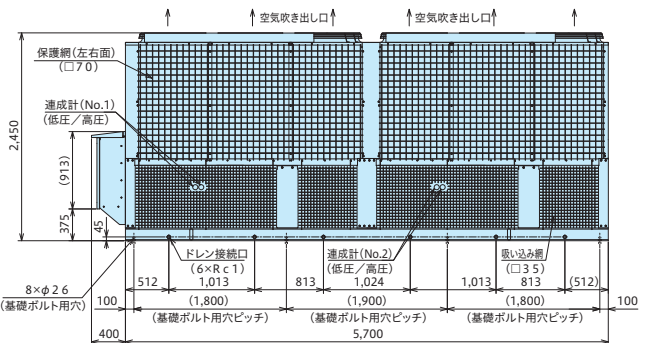 空気吹き出し口
空気吹き出し口
保護網(左右面)
(□70)
連成計(No.1)
(低圧/高圧)
2,450
(913)
375
45
ドレン接続口
(6×Rc1)
連成計(No.2)
(低圧/高圧)
吸い込み網
(□35)
512
1,013
813
1,024
1,013
813
(512)
8×φ26
(基礎ボルト用穴)
100
(1,800)
(1,900)
(1,800)
100
(基礎ボルト用穴ピッチ)
(基礎ボルト用穴ピッチ)
(基礎ボルト用穴ピッチ)
400
5,700